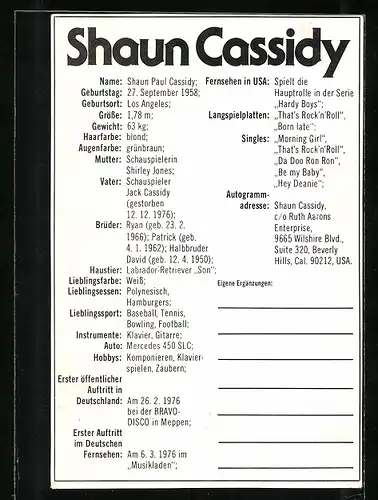 Shaun Cassidy
Name: Shaun Paul Cassidy;
Geburtstag: 27. September 1958;
Geburtsort: Los Angeles;
Größe: 1,78 m;
Gewicht: 63 kg;
Haarfarbe: blond;
Augenfarbe: grünbraun;
Mutter: Schauspielerin
Shirley Jones;
Vater: Schauspieler
Jack Cassidy
(gestorben
12. 12. 1976);
Brüder: Ryan (geb. 23. 2.
1966); Patrick (geb.
4. 1. 1962); Halbbruder
David (geb. 12. 4. 1950);
Haustier: Labrador-Retriever „Son";
Lieblingsfarbe: Weiß;
Lieblingsessen: Polynesisch,
Hamburgers;
Lieblingssport: Baseball, Tennis,
Bowling, Football;
Instrumente: Klavier, Gitarre;
Auto: Mercedes 450 SLC;
Hobbys: Komponieren, Klavier-
spielen, Zaubern;
Erster öffentlicher
Auftritt in
Deutschland: Am 26. 2. 1976
bei der BRAVO-
DISCO in Meppen;
Erster Auftritt
im Deutschen
Fernsehen: Am 6. 3. 1976 im
„Musikladen";
Fernsehen in USA: Spielt die
Hauptrolle in der Serie
„Hardy Boys";
Langspielplatten: „That's Rock'n'Roll",
„Born late";
Singles: „Morning Girl",
„That's Rock'n'Roll",
„Da Doo Ron Ron",
„Be my Baby",
„Hey Deanie";
Autogramm-
adresse: Shaun Cassidy,
c/o Ruth Aarons
Enterprise,
9665 Wilshire Blvd.,
Suite 320, Beverly
Hills, Cal. 90212, USA.
Eigene Ergänzungen: